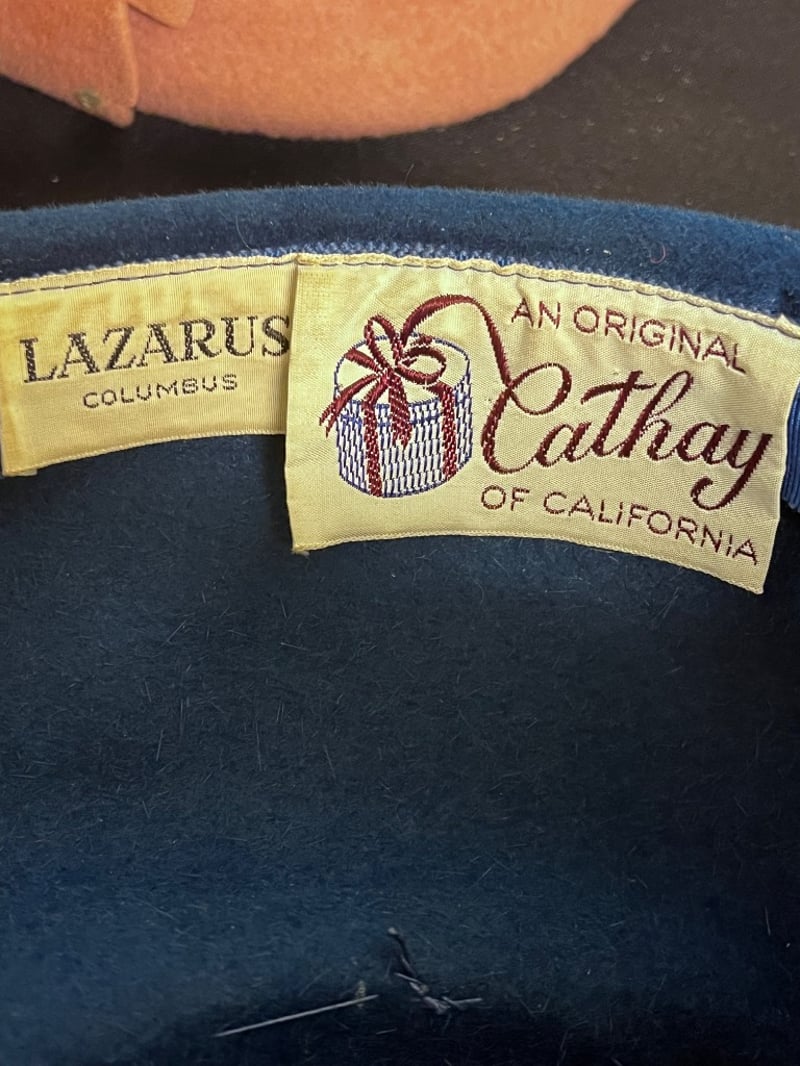 LAZARUS
COLUMBUS
AN ORIGINAL
Cathay
OF CALIFORNIA